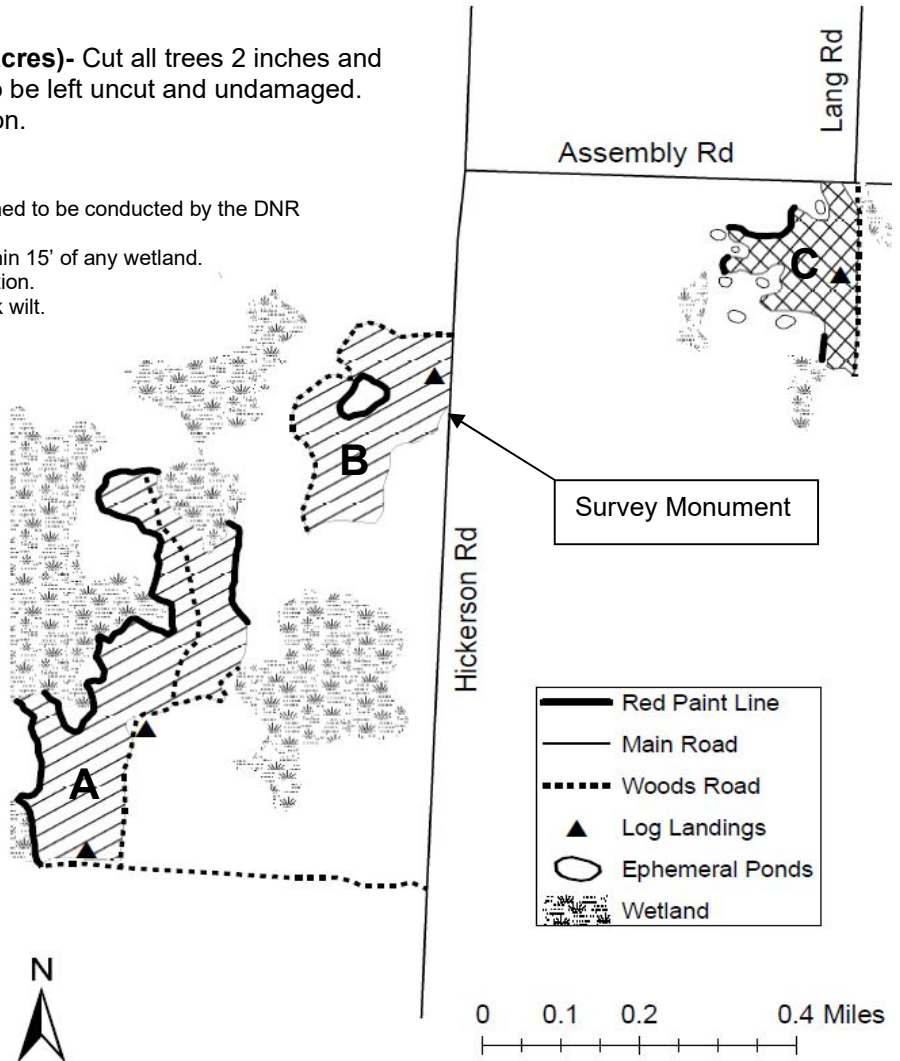 cres)- Cut all trees 2 inches and
o be left uncut and undamaged.
on.
ned to be conducted by the DNR
hin 15' of any wetland.
tion.
k wilt.
Lang Rd
Assembly Rd
C
B
Survey Monument
Hickerson Rd
A
Red Paint Line
Main Road
Woods Road
Log Landings
Ephemeral Ponds
Wetland
N
0 0.1 0.2 0.4 Miles